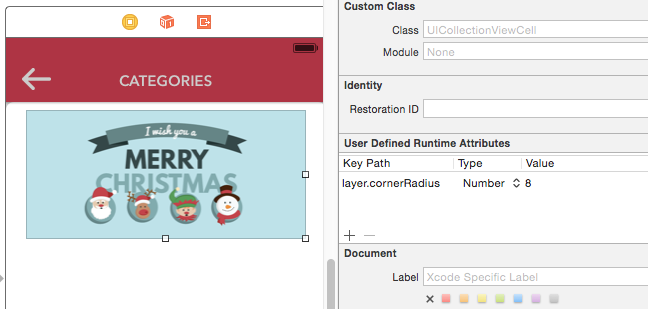 Custom Class
Class UICollectionViewCell
Module None
Identity
Restoration ID
User Defined Runtime Attributes
Key Path Type Value
layer.cornerRadius Number 8
Document
Label Xcode Specific Label
CATEGORIES
I wish you a
MERRY
CHRISTMAS